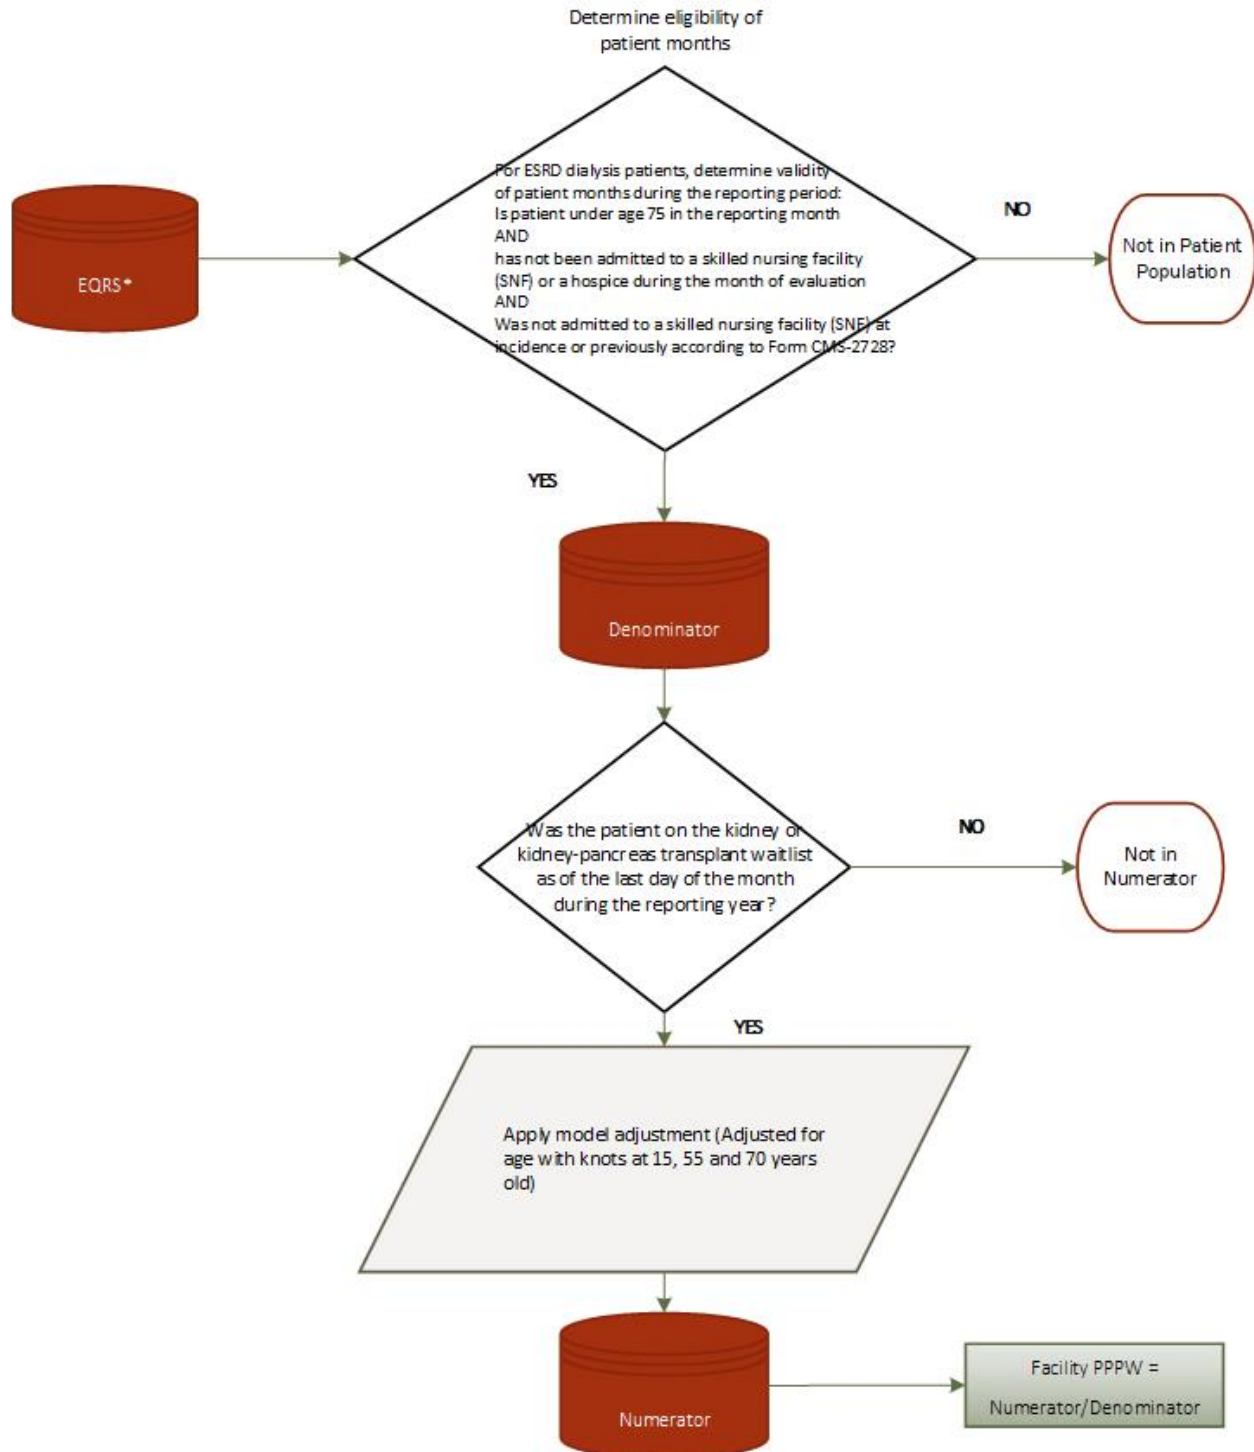 Determine eligibility of
patient months
For ESRD dialysis patients, determine validity
of patient months during the reporting period:
Is patient under age 75 in the reporting month
AND
has not been admitted to a skilled nursing facility
(SNF) or a hospice during the month of evaluation
AND
Was not admitted to a skilled nursing facility (SNF) at
incidence or previously according to Form CMS-2728?
EQRS*
NO
Not in Patient
Population
YES
Denominator
Was the patient on the kidney or
kidney-pancreas transplant waitlist
as of the last day of the month
during the reporting year?
NO
Not in
Numerator
YES
Apply model adjustment (Adjusted for
age with knots at 15, 55 and 70 years
old)
Numerator
Facility PPPW =
Numerator/Denominator